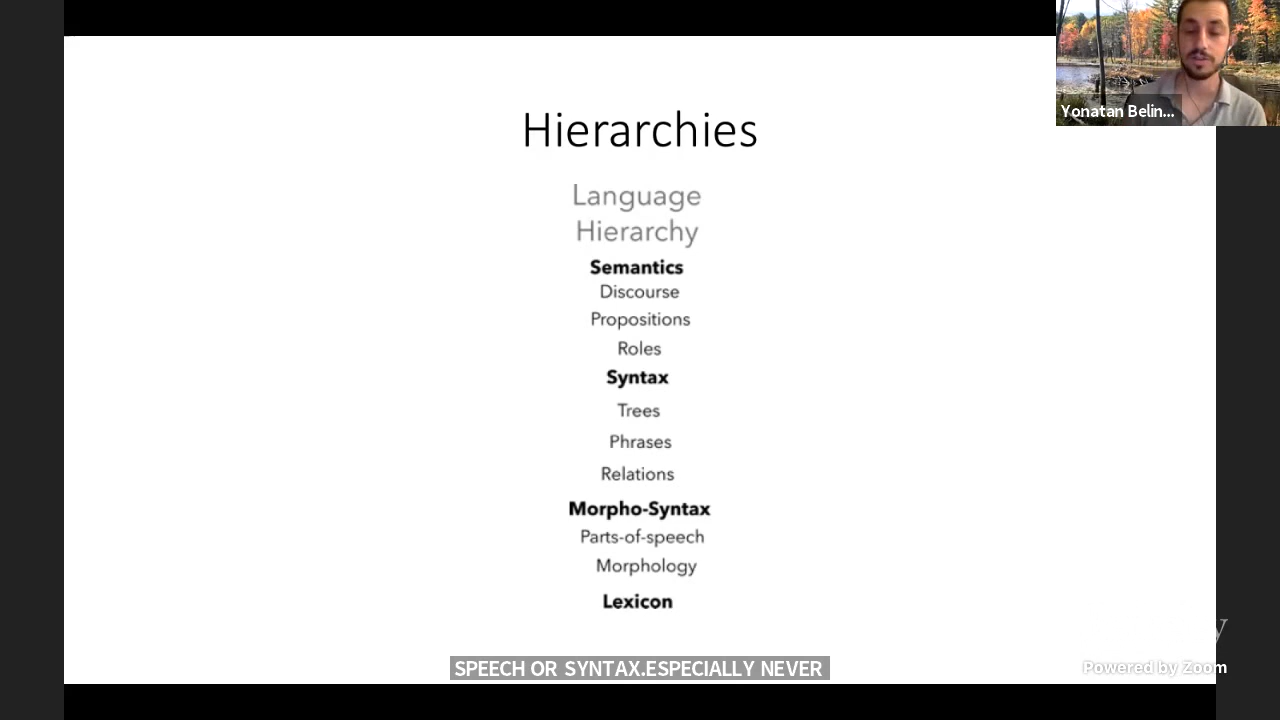 Hierarchies
Language
Hierarchy
Semantics
Discourse
Propositions
Roles
Syntax
Trees
Phrases
Relations
Morpho-Syntax
Parts-of-speech
Morphology
Lexicon
Yonatan Belin...
SPEECH OR SYNTAX.ESPECIALLY NEVER
Powered by Zoom